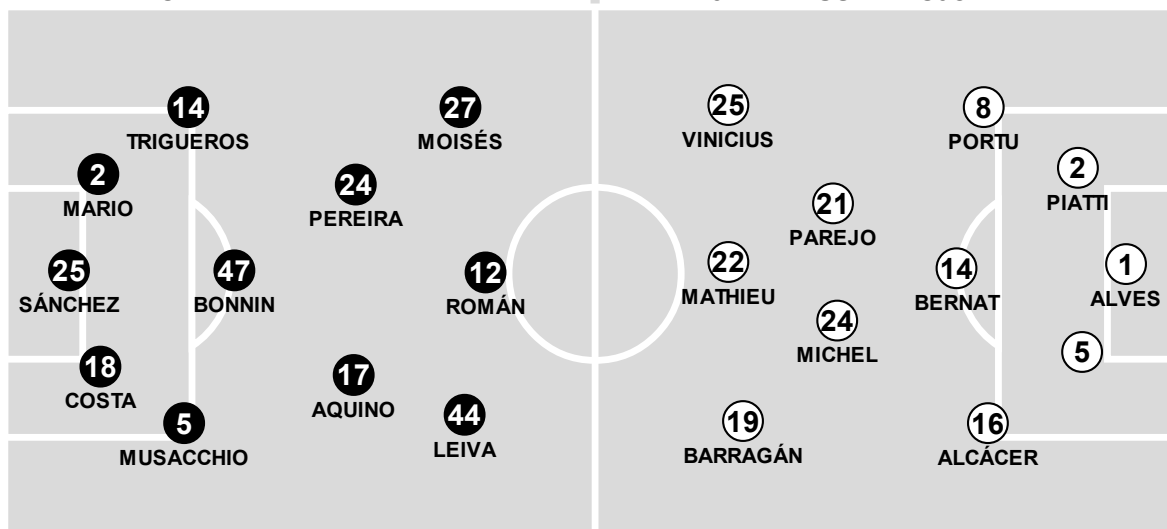 14
TRIGUEROS
2
MARIO
25
SÁNCHEZ
18
COSTA
5
MUSACCHIO
47
BONNIN
24
PEREIRA
17
AQUINO
27
MOISÉS
12
ROMÁN
44
LEIVA
25
VINICIUS
22
MATHIEU
19
BARRAGÁN
21
PAREJO
24
MICHEL
8
PORTU
14
BERNAT
16
ALCÁCER
2
PIATTI
5
1
ALVES